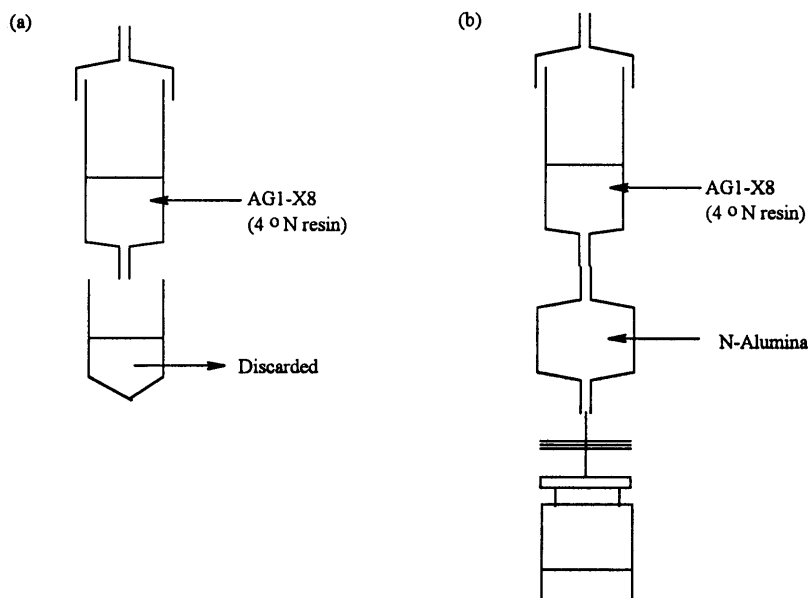 (a)
AG1-X8
(4 o N resin)
Discarded
(b)
AG1-X8
(4 o N resin)
N-Alumina